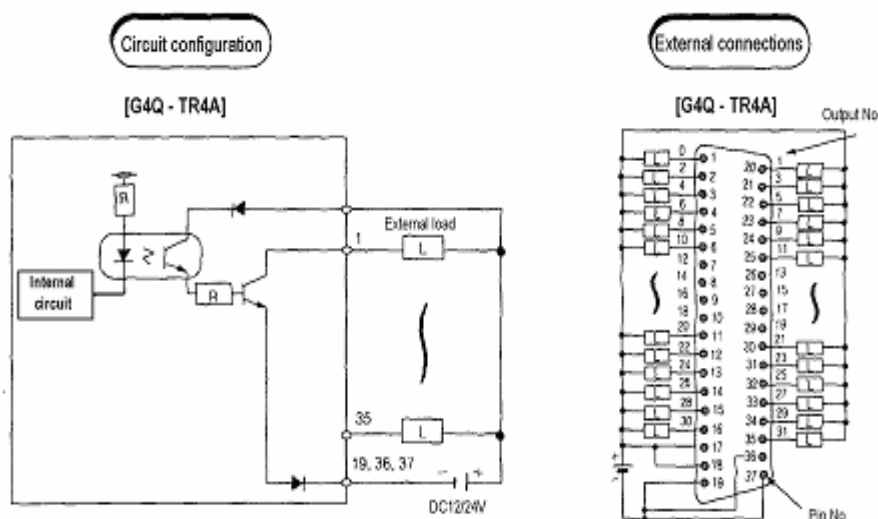 Circuit configuration
[G4Q - TR4A]
R
Internal
circuit
R
1
External load
L
35
L
19, 36, 37
- +
DC12/24V
External connections
[G4Q - TR4A]
Output No
0 L 1
2 L 2
4 L 3
6 L 4
8 L 5
10 L 6
12 7
14 8
16 9
18 10
20 L 11
22 L 12
24 L 13
26 L 14
28 L 15
30 L 16
17
18
19
20 1 L
21 3 L
22 5 L
23 7 L
24 9 L
25 11 L
26 13
27 15
28 17
29 19
30 21 L
31 23 L
32 25 L
33 27 L
34 29 L
35 31 L
36
37
+
-
Pin No